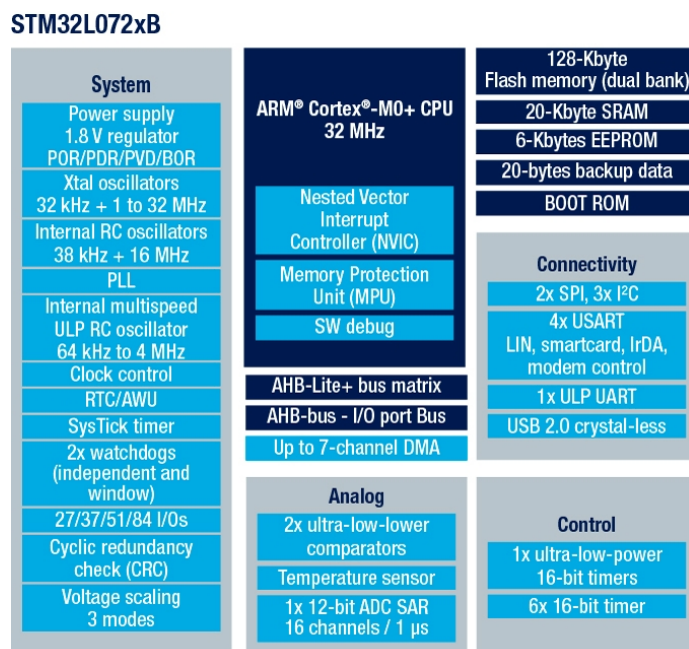 STM32L072xB
System
Power supply
1.8 V regulator
POR/PDR/PVD/BOR
Xtal oscillators
32 kHz + 1 to 32 MHz
Internal RC oscillators
38 kHz + 16 MHz
PLL
Internal multispeed
ULP RC oscillator
64 kHz to 4 MHz
Clock control
RTC/AWU
SysTick timer
2x watchdogs
(independent and
window)
27/37/51/84 I/Os
Cyclic redundancy
check (CRC)
Voltage scaling
3 modes
ARM® Cortex®-M0+ CPU
32 MHz
Nested Vector
Interrupt
Controller (NVIC)
Memory Protection
Unit (MPU)
SW debug
AHB-Lite+ bus matrix
AHB-bus - I/O port Bus
Up to 7-channel DMA
Analog
2x ultra-low-lower
comparators
Temperature sensor
1x 12-bit ADC SAR
16 channels / 1 µs
128-Kbyte
Flash memory (dual bank)
20-Kbyte SRAM
6-Kbytes EEPROM
20-bytes backup data
BOOT ROM
Connectivity
2x SPI, 3x I²C
4x USART
LIN, smartcard, IrDA,
modem control
1x ULP UART
USB 2.0 crystal-less
Control
1x ultra-low-power
16-bit timers
6x 16-bit timer